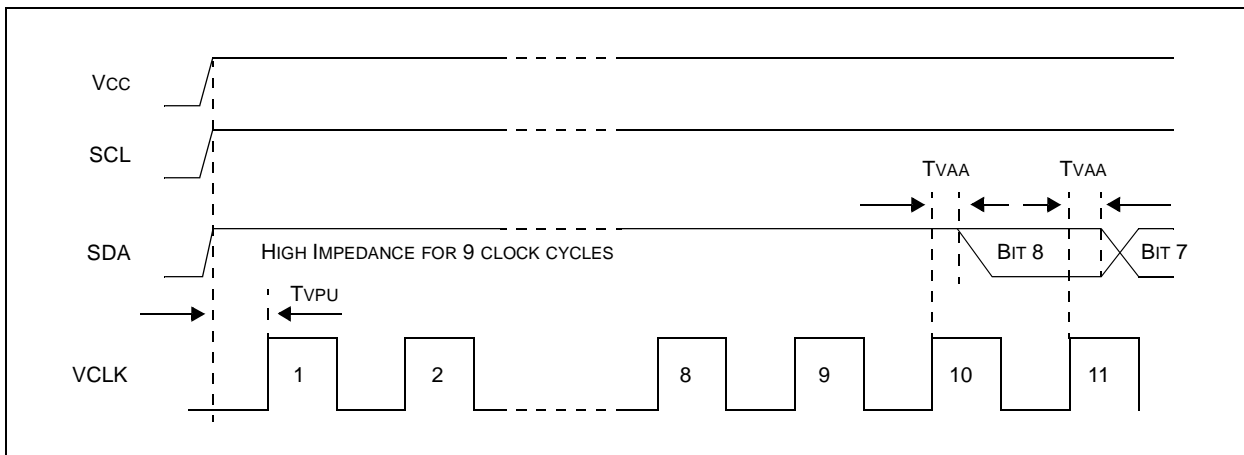 VCC
SCL
TVAA TVAA
SDA HIGH IMPEDANCE FOR 9 CLOCK CYCLES BIT 8 BIT 7
TVPU
VCLK 1 2 8 9 10 11